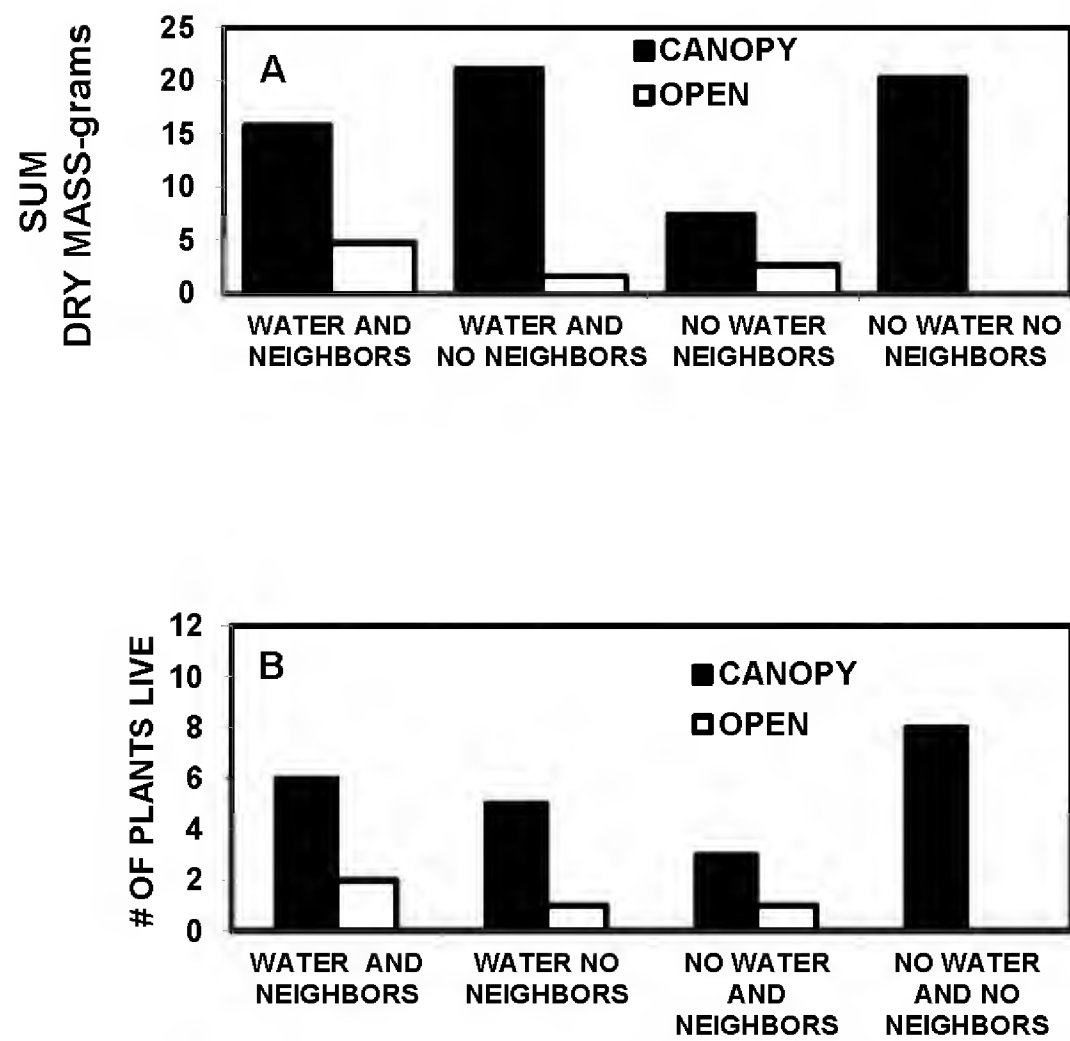 SUM
DRY MASS-grams
25
20
15
10
5
0
A
CANOPY
OPEN
WATER AND
NEIGHBORS
WATER AND
NO NEIGHBORS
NO WATER
NEIGHBORS
NO WATER NO
NEIGHBORS
# OF PLANTS LIVE
12
10
8
6
4
2
0
B
CANOPY
OPEN
WATER AND
NEIGHBORS
WATER NO
NEIGHBORS
NO WATER
AND
NEIGHBORS
NO WATER
AND NO
NEIGHBORS